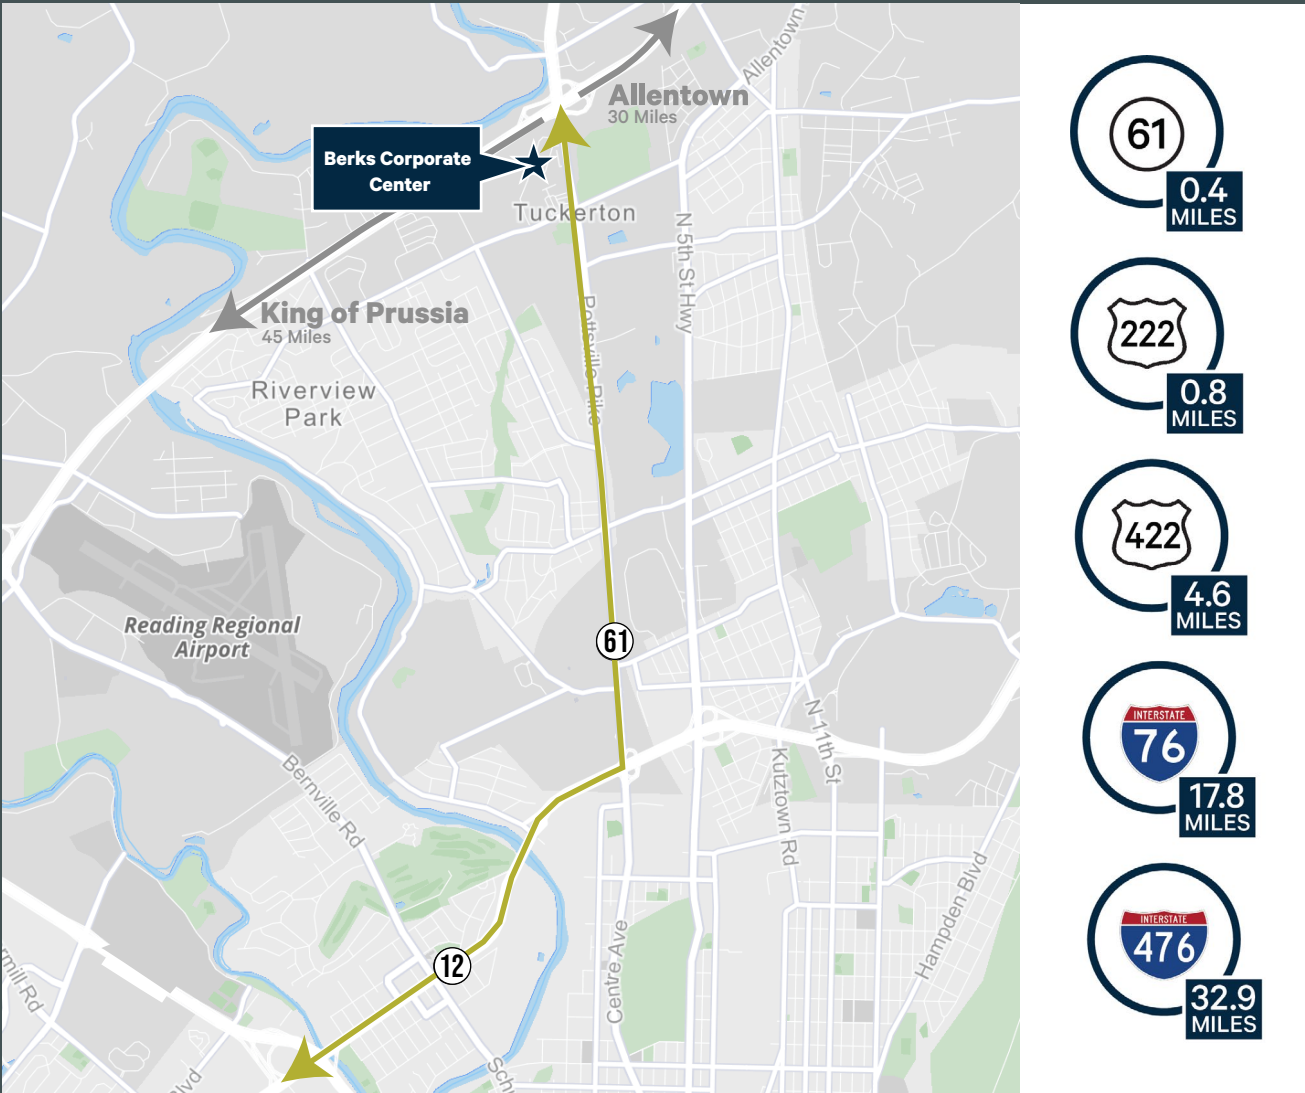 Allentown
Allentown
30 Miles
Berks Corporate
Center
Tuckerton
N 5th St Hwy
King of Prussia
45 Miles
Pottsville Pike
Riverview
Park
Reading Regional
Airport
61
N 11th St
Kutztown Rd
Bernville Rd
Hampden Blvd
Centre Ave
12
61
0.4
MILES
222
0.8
MILES
422
4.6
MILES
INTERSTATE
76
17.8
MILES
INTERSTATE
476
32.9
MILES